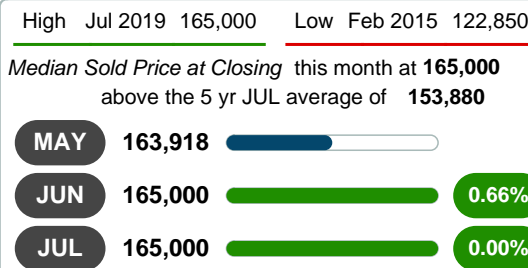 High Jul 2019 165,000 Low Feb 2015 122,850
Median Sold Price at Closing this month at 165,000
above the 5 yr JUL average of 153,880
MAY 163,918
JUN 165,000 0.66%
JUL 165,000 0.00%